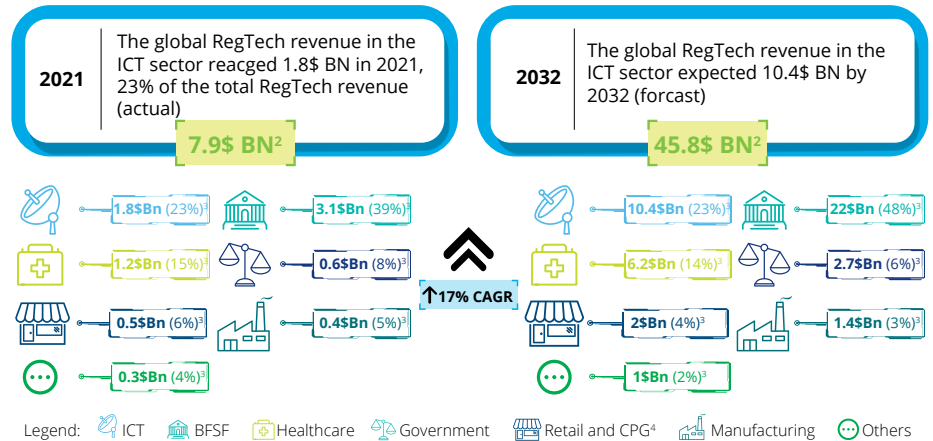 2021
The global RegTech revenue in the
ICT sector reacged 1.8$ BN in 2021,
23% of the total RegTech revenue
(actual)
7.9$ BN²
2032
The global RegTech revenue in the
ICT sector expected 10.4$ BN by
2032 (forcast)
45.8$ BN²
1.8$Bn (23%)³
3.1$Bn (39%)³
1.2$Bn (15%)³
0.6$Bn (8%)³
0.5$Bn (6%)³
0.4$Bn (5%)³
0.3$Bn (4%)³
↑17% CAGR
10.4$Bn (23%)³
22$Bn (48%)³
6.2$Bn (14%)³
2.7$Bn (6%)³
2$Bn (4%)³
1.4$Bn (3%)³
1$Bn (2%)³
Legend: ICT BFSF Healthcare Government Retail and CPG⁴ Manufacturing Others